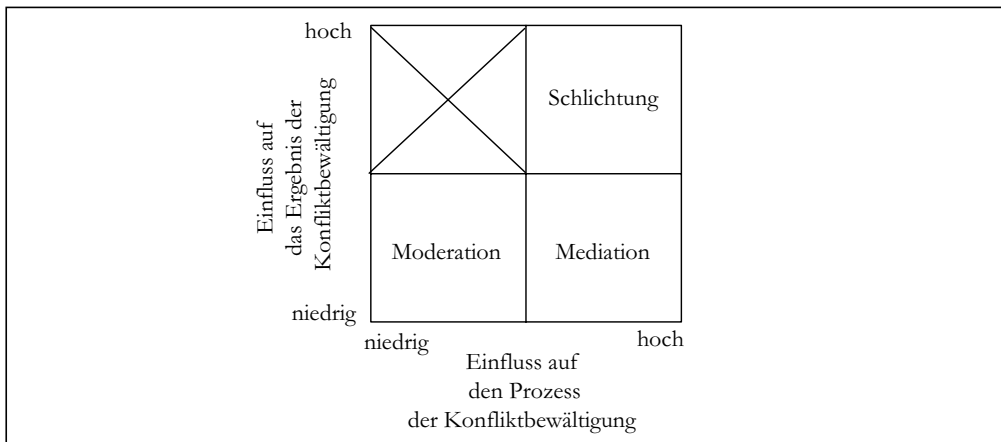 hoch
Schlichtung
Einfluss auf
das Ergebnis der
Konfliktbewältigung
Moderation
Mediation
niedrig
niedrig
hoch
Einfluss auf
den Prozess
der Konfliktbewältigung